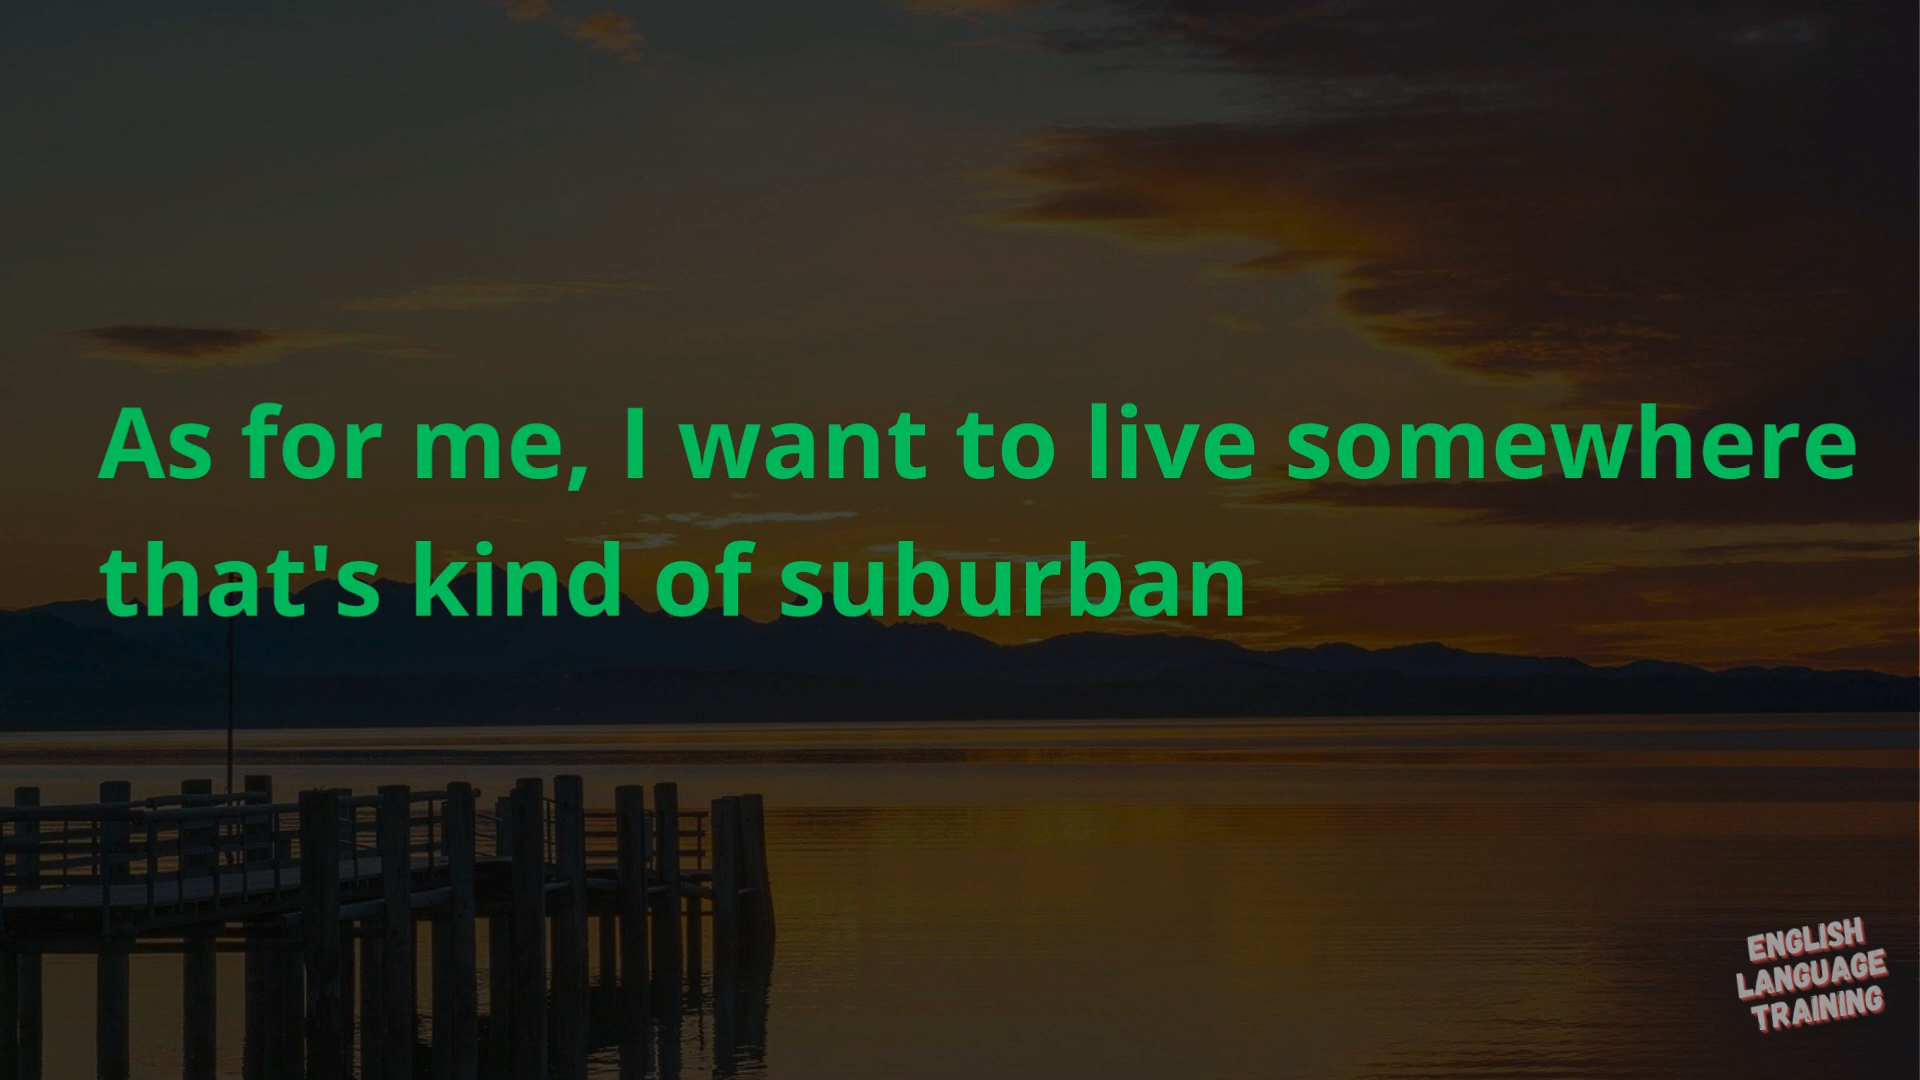 As for me, I want to live somewhere
that's kind of suburban
ENGLISH
LANGUAGE
TRAINING